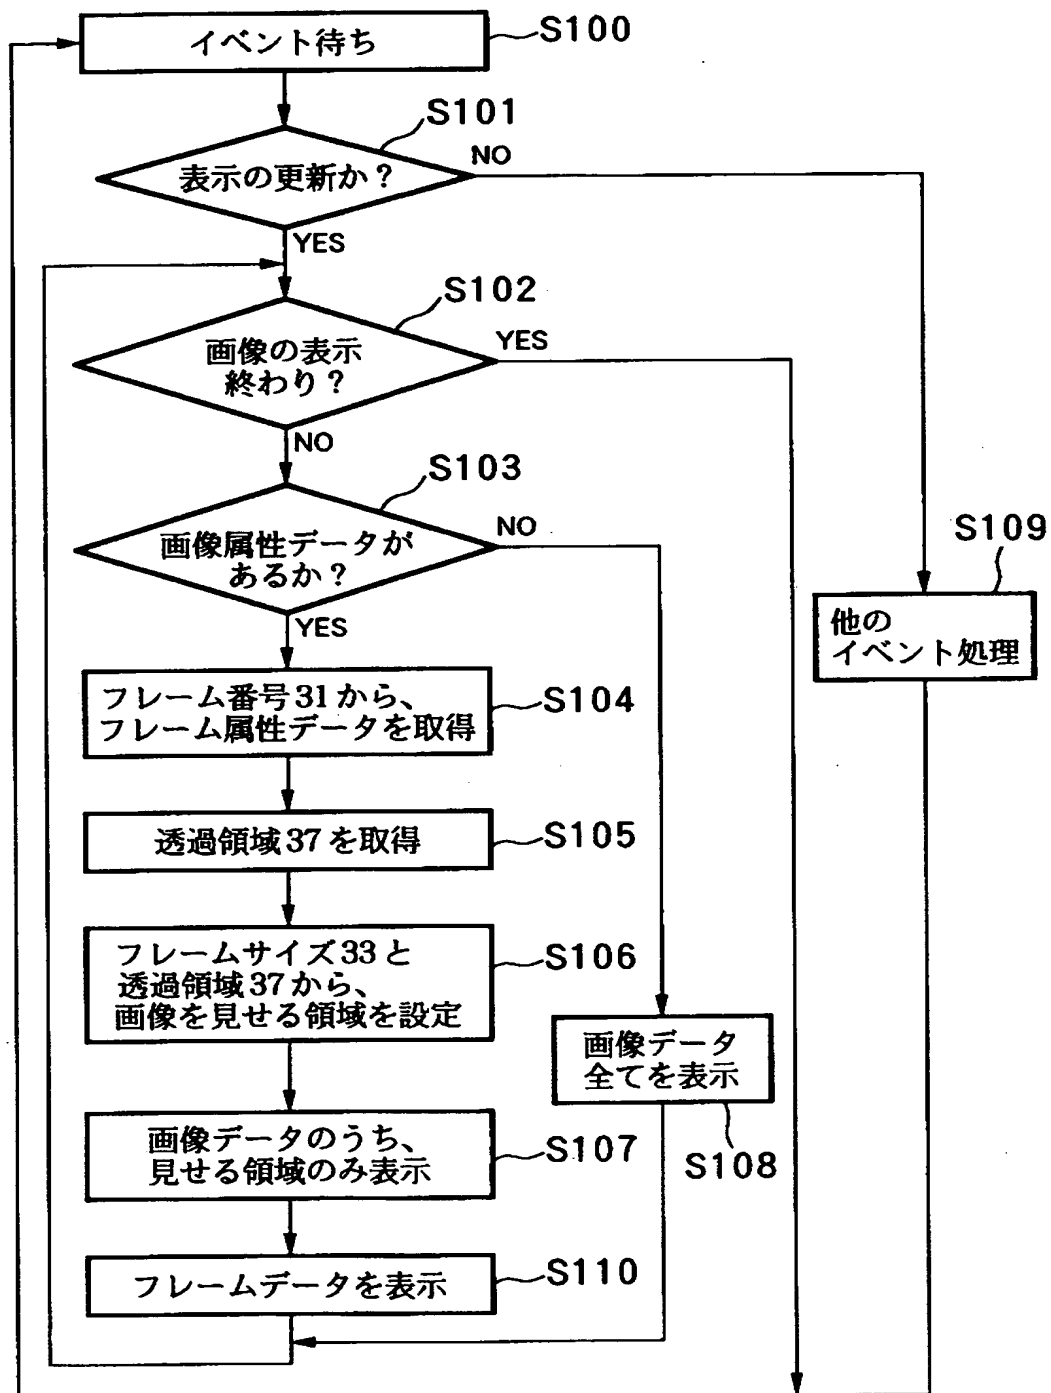 イベント待ち
S100
S101
表示の更新か？
NO
YES
S102
画像の表示
終わり？
YES
NO
S103
画像属性データが
あるか？
NO
YES
S109
他の
イベント処理
フレーム番号31から、
フレーム属性データを取得
S104
透過領域37を取得
S105
フレームサイズ33と
透過領域37から、
画像を見せる領域を設定
S106
画像データ
全てを表示
S108
画像データのうち、
見せる領域のみ表示
S107
フレームデータを表示
S110